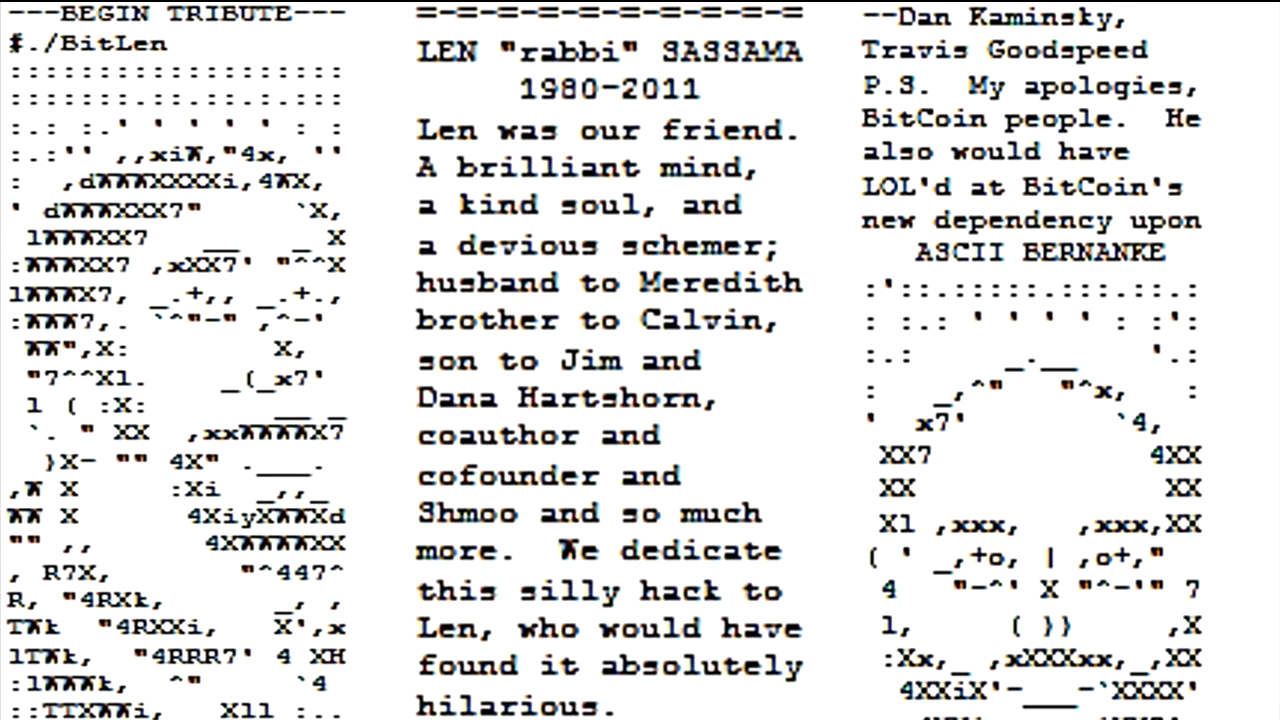 ---BEGIN TRIBUTE---
#./BitLen
=-=-=-=-=-=-=-=-=-=
LEN "rabbi" SASSAMA
1980-2011
Len was our friend.
A brilliant mind,
a kind soul, and
a devious schemer;
husband to Meredith
brother to Calvin,
son to Jim and
Dana Hartshorn,
coauthor and
cofounder and
Shmoo and so much
more.  We dedicate
this silly hack to
Len, who would have
found it absolutely
hilarious.
--Dan Kaminsky,
Travis Goodspeed
P.S.  My apologies,
BitCoin people.  He
also would have
LOL'd at BitCoin's
new dependency upon
ASCII BERNANKE